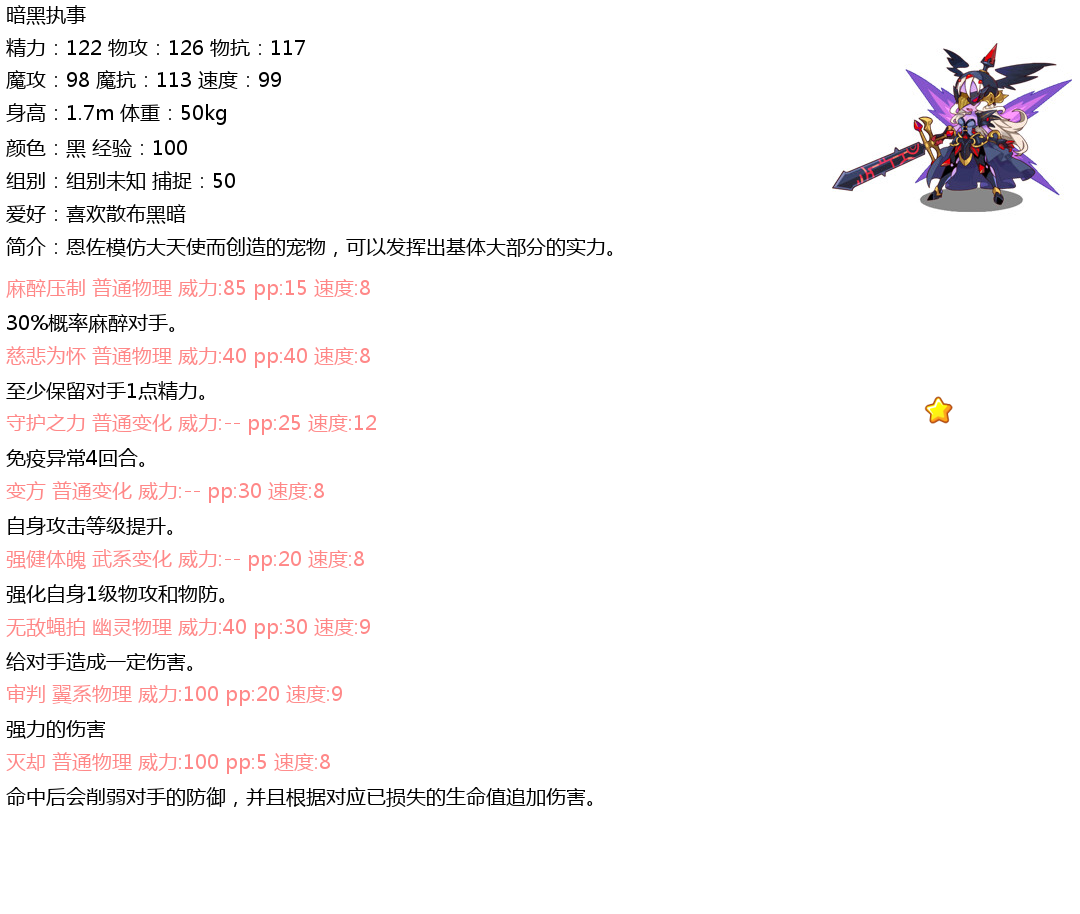 暗黑执事
精力：122 物攻：126 物抗：117
魔攻：98 魔抗：113 速度：99
身高：1.7m 体重：50kg
颜色：黑 经验：100
组别：组别未知 捕捉：50
爱好：喜欢散布黑暗
简介：恩佐模仿大天使而创造的宠物，可以发挥出基体大部分的实力。
麻醉压制 普通物理 威力:85 pp:15 速度:8
30%概率麻醉对手。
慈悲为怀 普通物理 威力:40 pp:40 速度:8
至少保留对手1点精力。
守护之力 普通变化 威力:-- pp:25 速度:12
免疫异常4回合。
变方 普通变化 威力:-- pp:30 速度:8
自身攻击等级提升。
强健体魄 武系变化 威力:-- pp:20 速度:8
强化自身1级物攻和物防。
无敌蝇拍 幽灵物理 威力:40 pp:30 速度:9
给对手造成一定伤害。
审判 翼系物理 威力:100 pp:20 速度:9
强力的伤害
灭却 普通物理 威力:100 pp:5 速度:8
命中后会削弱对手的防御，并且根据对应已损失的生命值追加伤害。